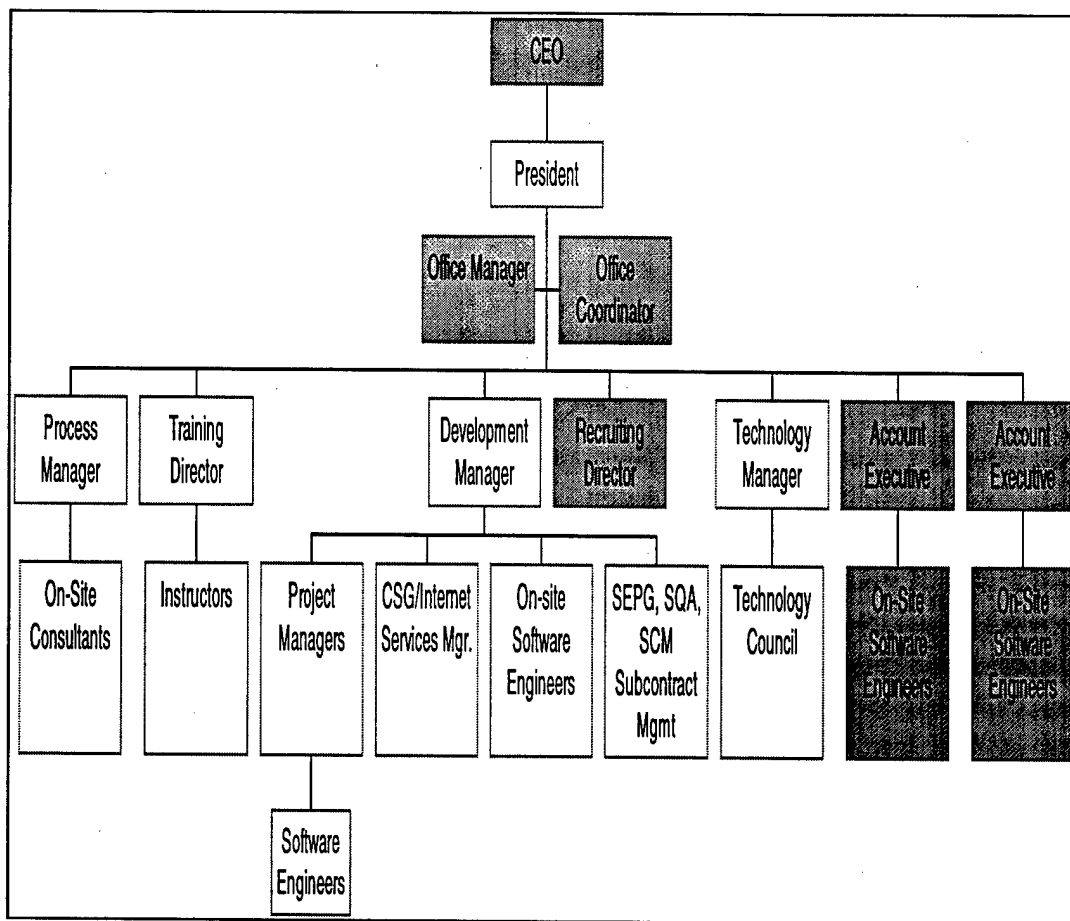 CEO
President
Office Manager
Office
Coordinator
Process
Manager
Training
Director
Development
Manager
Recruiting
Director
Technology
Manager
Account
Executive
Account
Executive
On-Site
Consultants
Instructors
Project
Managers
CSG/Internet
Services Mgr.
On-site
Software
Engineers
SEPG, SQA,
SCM
Subcontract
Mgmt
Technology
Council
On-Site
Software
Engineers
On-Site
Software
Engineers
Software
Engineers